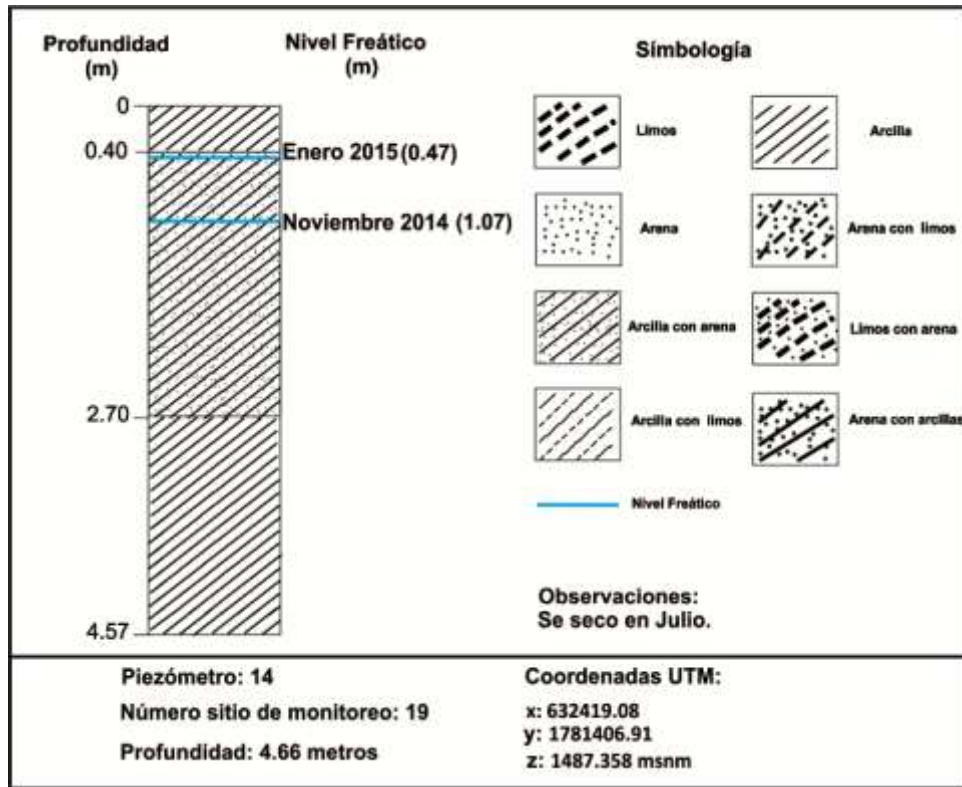 Profundidad
(m)
Nivel Freático
(m)
0
0.40
2.70
4.57
Enero 2015 (0.47)
Noviembre 2014 (1.07)
Símbología
Limos
Arcilla
Arena
Arena con limos
Arcilla con arena
Limos con arena
Arcilla con limos
Arena con arcillas
Nivel Freático
Observaciones:
Se seco en Julio.
Piezómetro: 14
Número sitio de monitoreo: 19
Profundidad: 4.66 metros
Coordenadas UTM:
x: 632419.08
y: 1781406.91
z: 1487.358 msnm